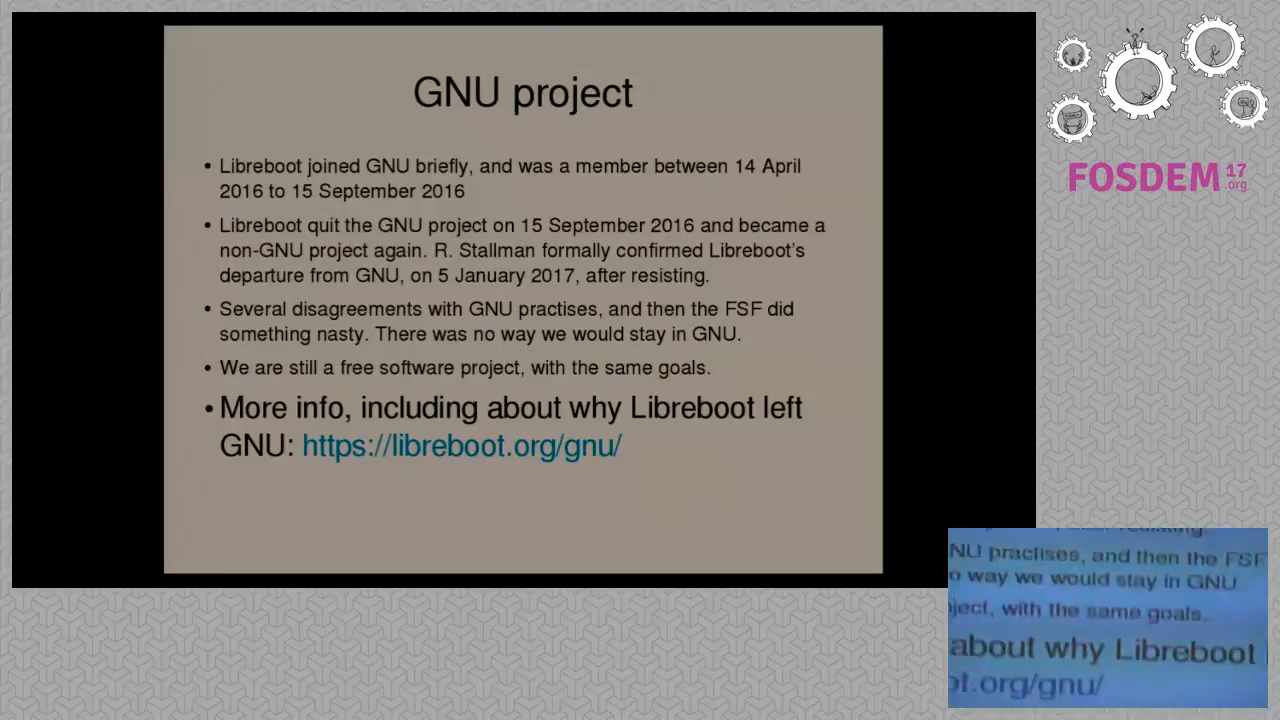 GNU project
• Libreboot joined GNU briefly, and was a member between 14 April
2016 to 15 September 2016
• Libreboot quit the GNU project on 15 September 2016 and became a
non-GNU project again. R. Stallman formally confirmed Libreboot's
departure from GNU, on 5 January 2017, after resisting.
• Several disagreements with GNU practises, and then the FSF did
something nasty. There was no way we would stay in GNU.
• We are still a free software project, with the same goals.
• More info, including about why Libreboot left
GNU: https://libreboot.org/gnu/
FOSDEM 17
.org
NU practises, and then the FSF
o way we would stay in GNU.
ject, with the same goals.
about why Libreboot
ot.org/gnu/